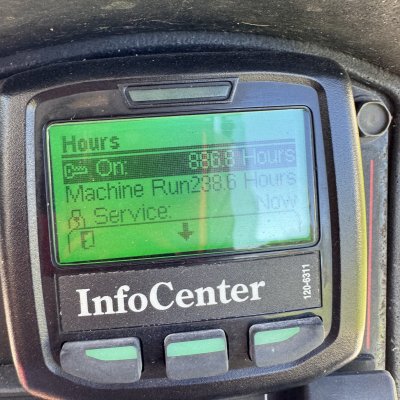 Hours
On: 886.8 Hours
Machine Run238.6 Hours
Service: Now
InfoCenter
120-6311